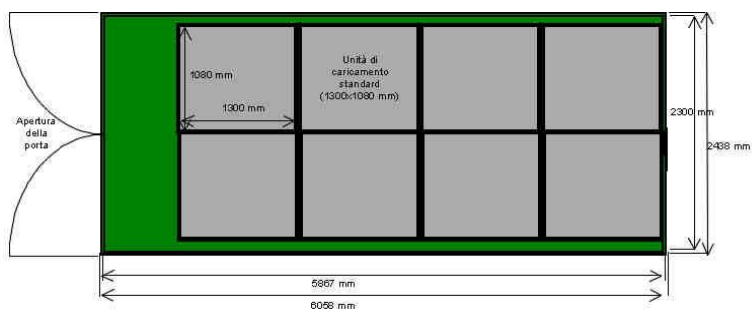 Unità di
caricamento
standard
(1300x1080 mm)
1080 mm
1300 mm
Apertura
della
porta
2300 mm
2438 mm
5867 mm
6058 mm